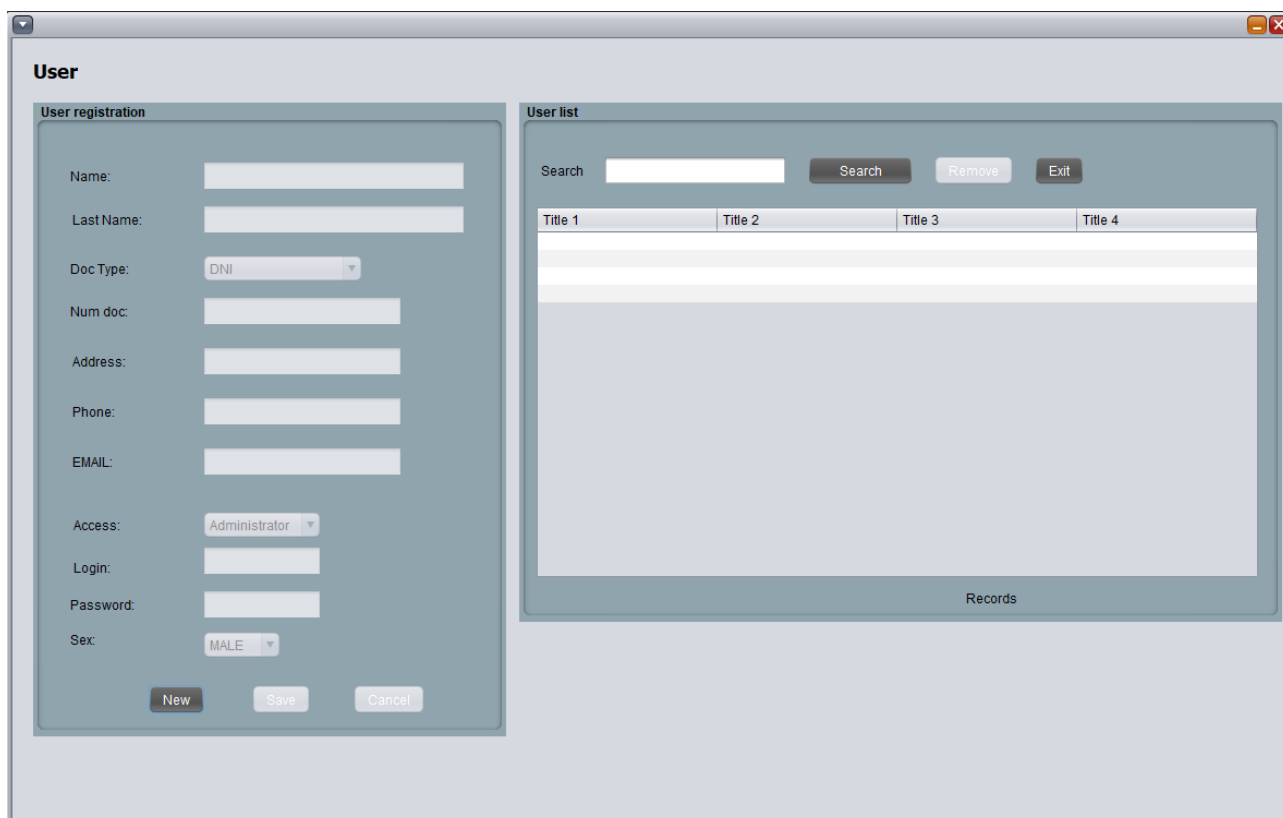 User
User registration
Name:
Last Name:
Doc Type: DNI
Num doc:
Address:
Phone:
EMAIL:
Access: Administrator
Login:
Password:
Sex: MALE
New Save Cancel
User list
Search Search Remove Exit
Title 1 Title 2 Title 3 Title 4
Records